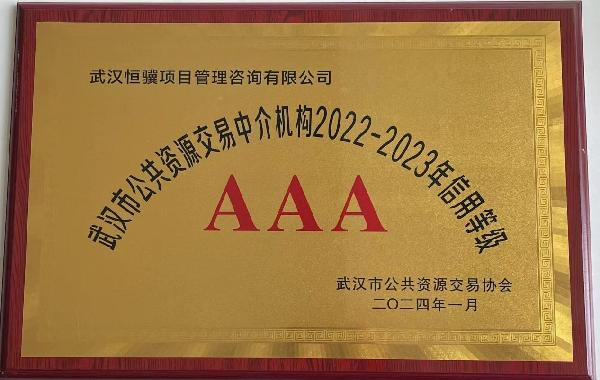 武汉恒骥项目管理咨询有限公司
武汉市公共资源交易中介机构2022-2023年信用等级
AAA
武汉市公共资源交易协会
二〇二四年一月